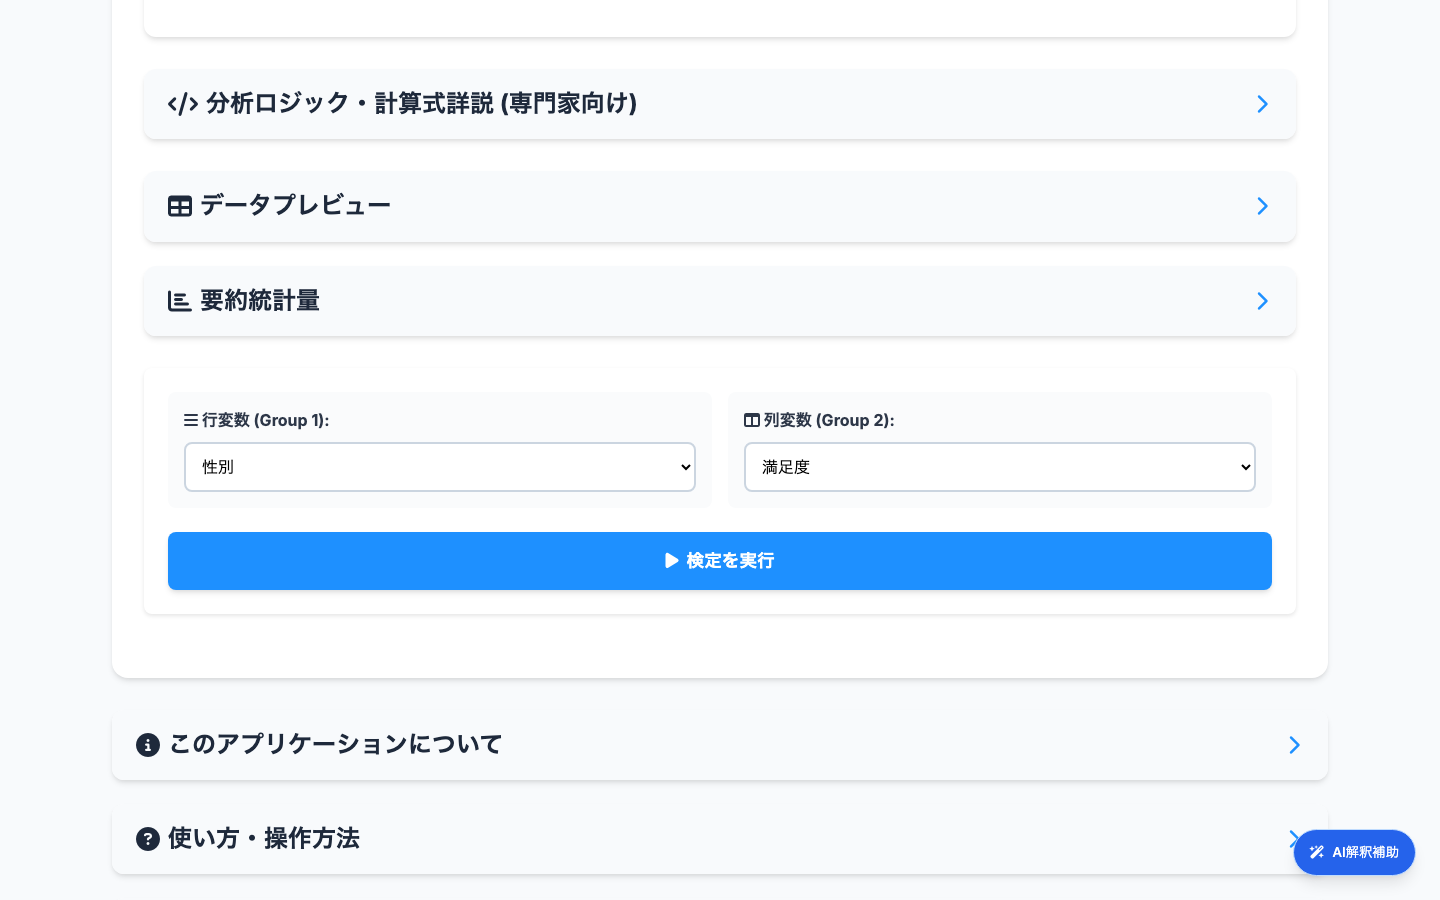 分析ロジック・計算式詳説 (専門家向け)
データプレビュー
要約統計量
行変数 (Group 1):
列変数 (Group 2):
性別
満足度
検定を実行
このアプリケーションについて
使い方・操作方法
AI解釈補助